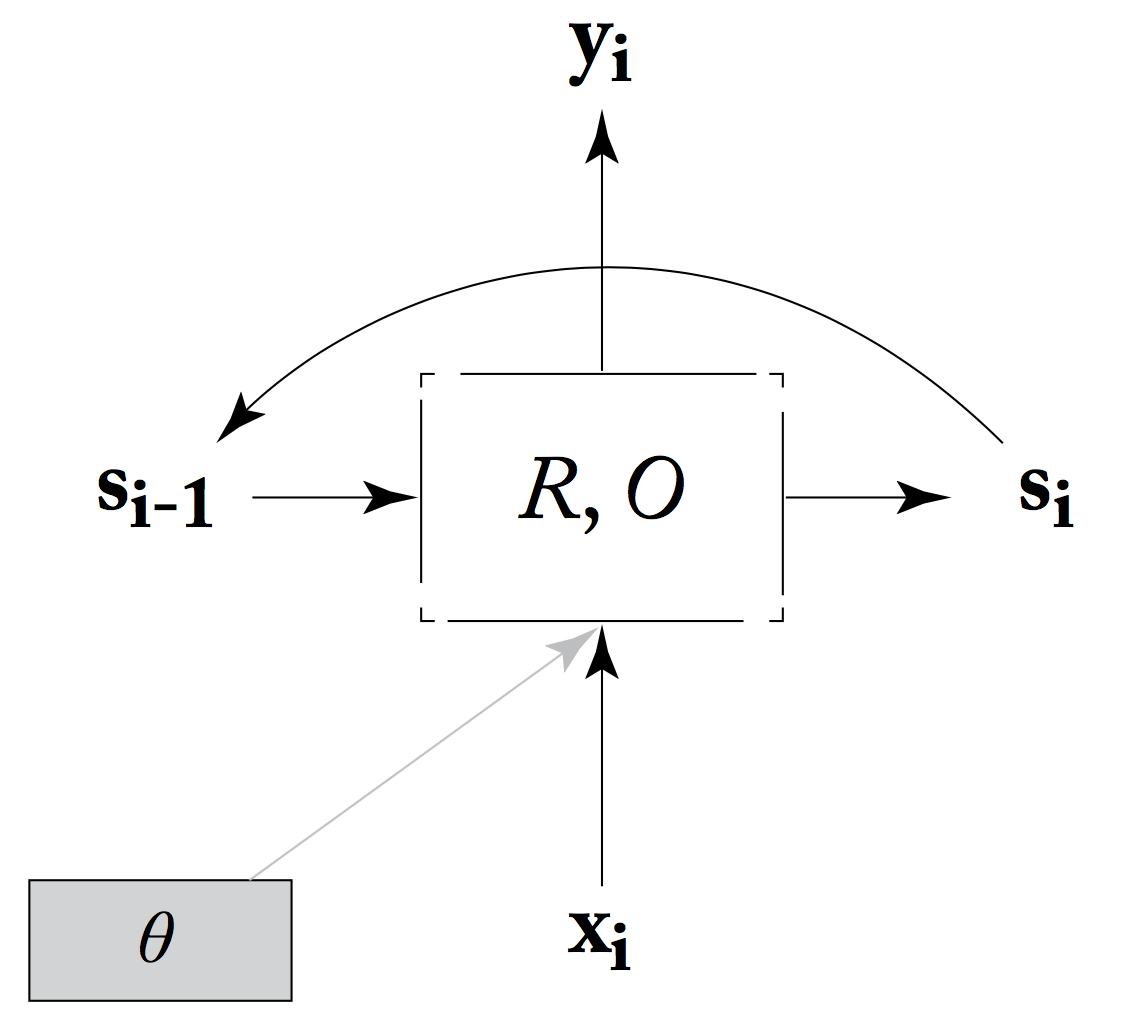 yᵢ
sᵢ₋₁
R, O
sᵢ
θ
xᵢ